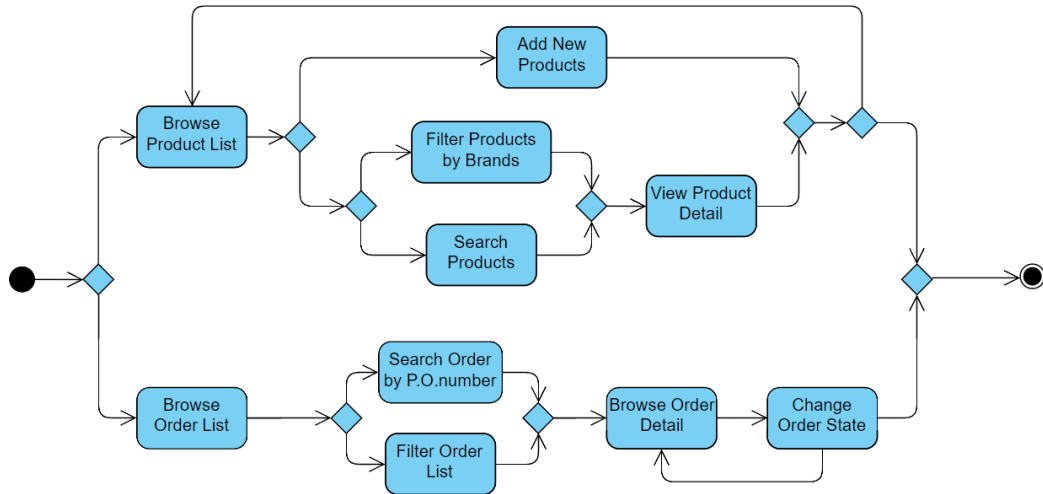 Add New
Products
Browse
Product List
Filter Products
by Brands
View Product
Detail
Search
Products
Search Order
by P.O.number
Browse
Order List
Browse Order
Detail
Change
Order State
Filter Order
List